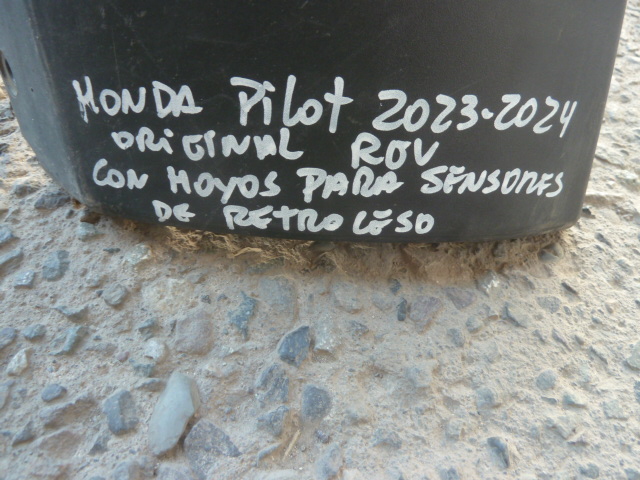 HONDA PiLOT 2023-2024
ORIGINAL ROV
CON HOYOS PARA SENSORES
DE RETROCESO